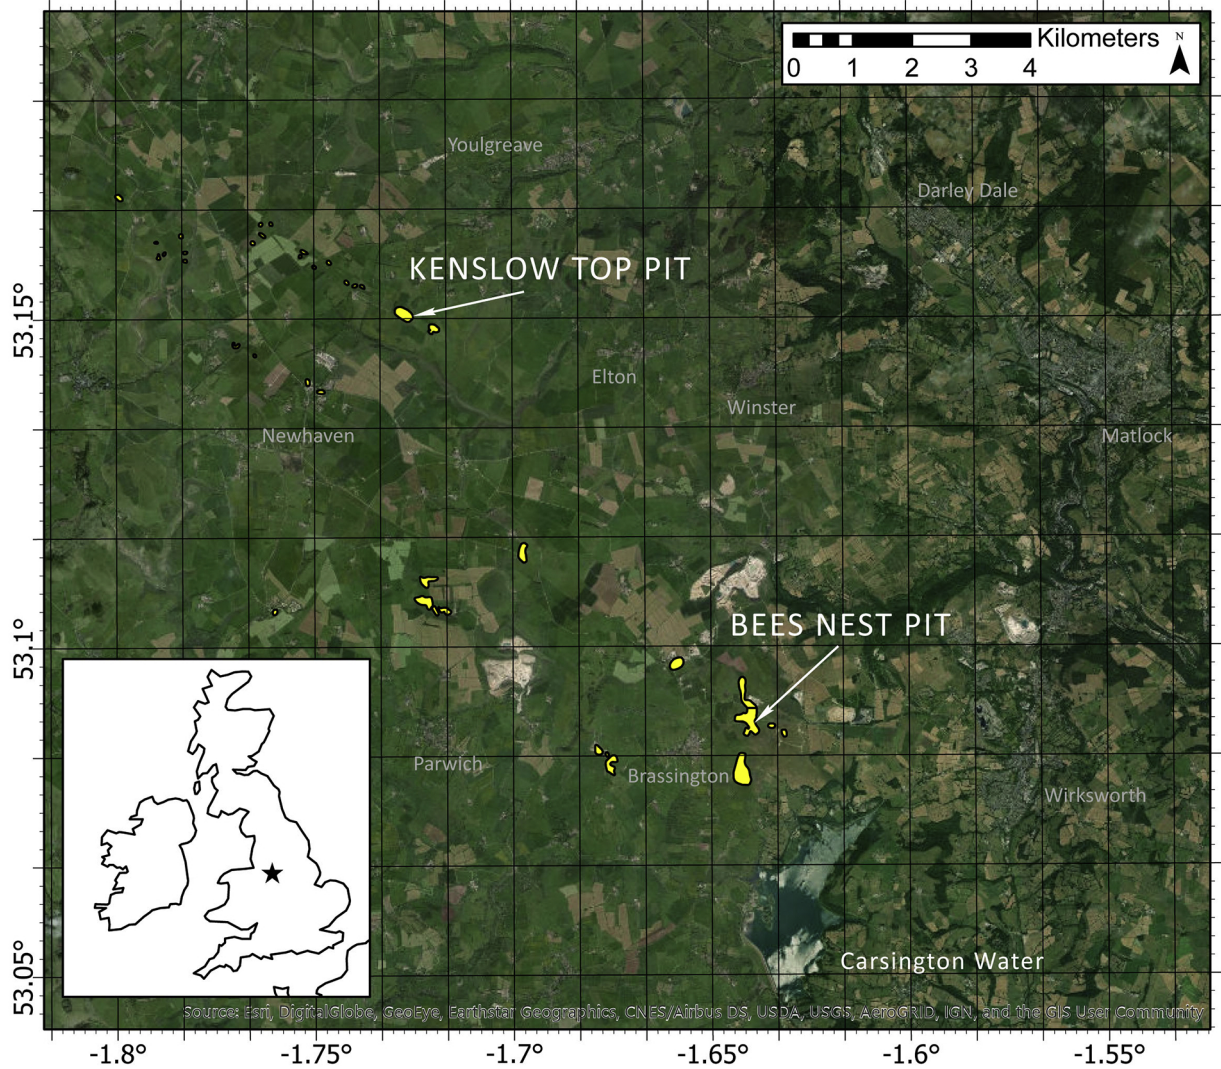 Kilometers
N
0 1 2 3 4
Youlgreave
Darley Dale
KENSLOW TOP PIT
53.15°
Elton
Winster
Newhaven
Matlock
BEES NEST PIT
53.1°
Parwich
Brassington
Wirksworth
Carsington Water
53.05°
Source: Esri, DigitalGlobe, GeoEye, Earthstar Geographics, CNES/Airbus DS, USDA, USGS, AeroGRID, IGN, and the GIS User Community
-1.8° -1.75° -1.7° -1.65° -1.6° -1.55°